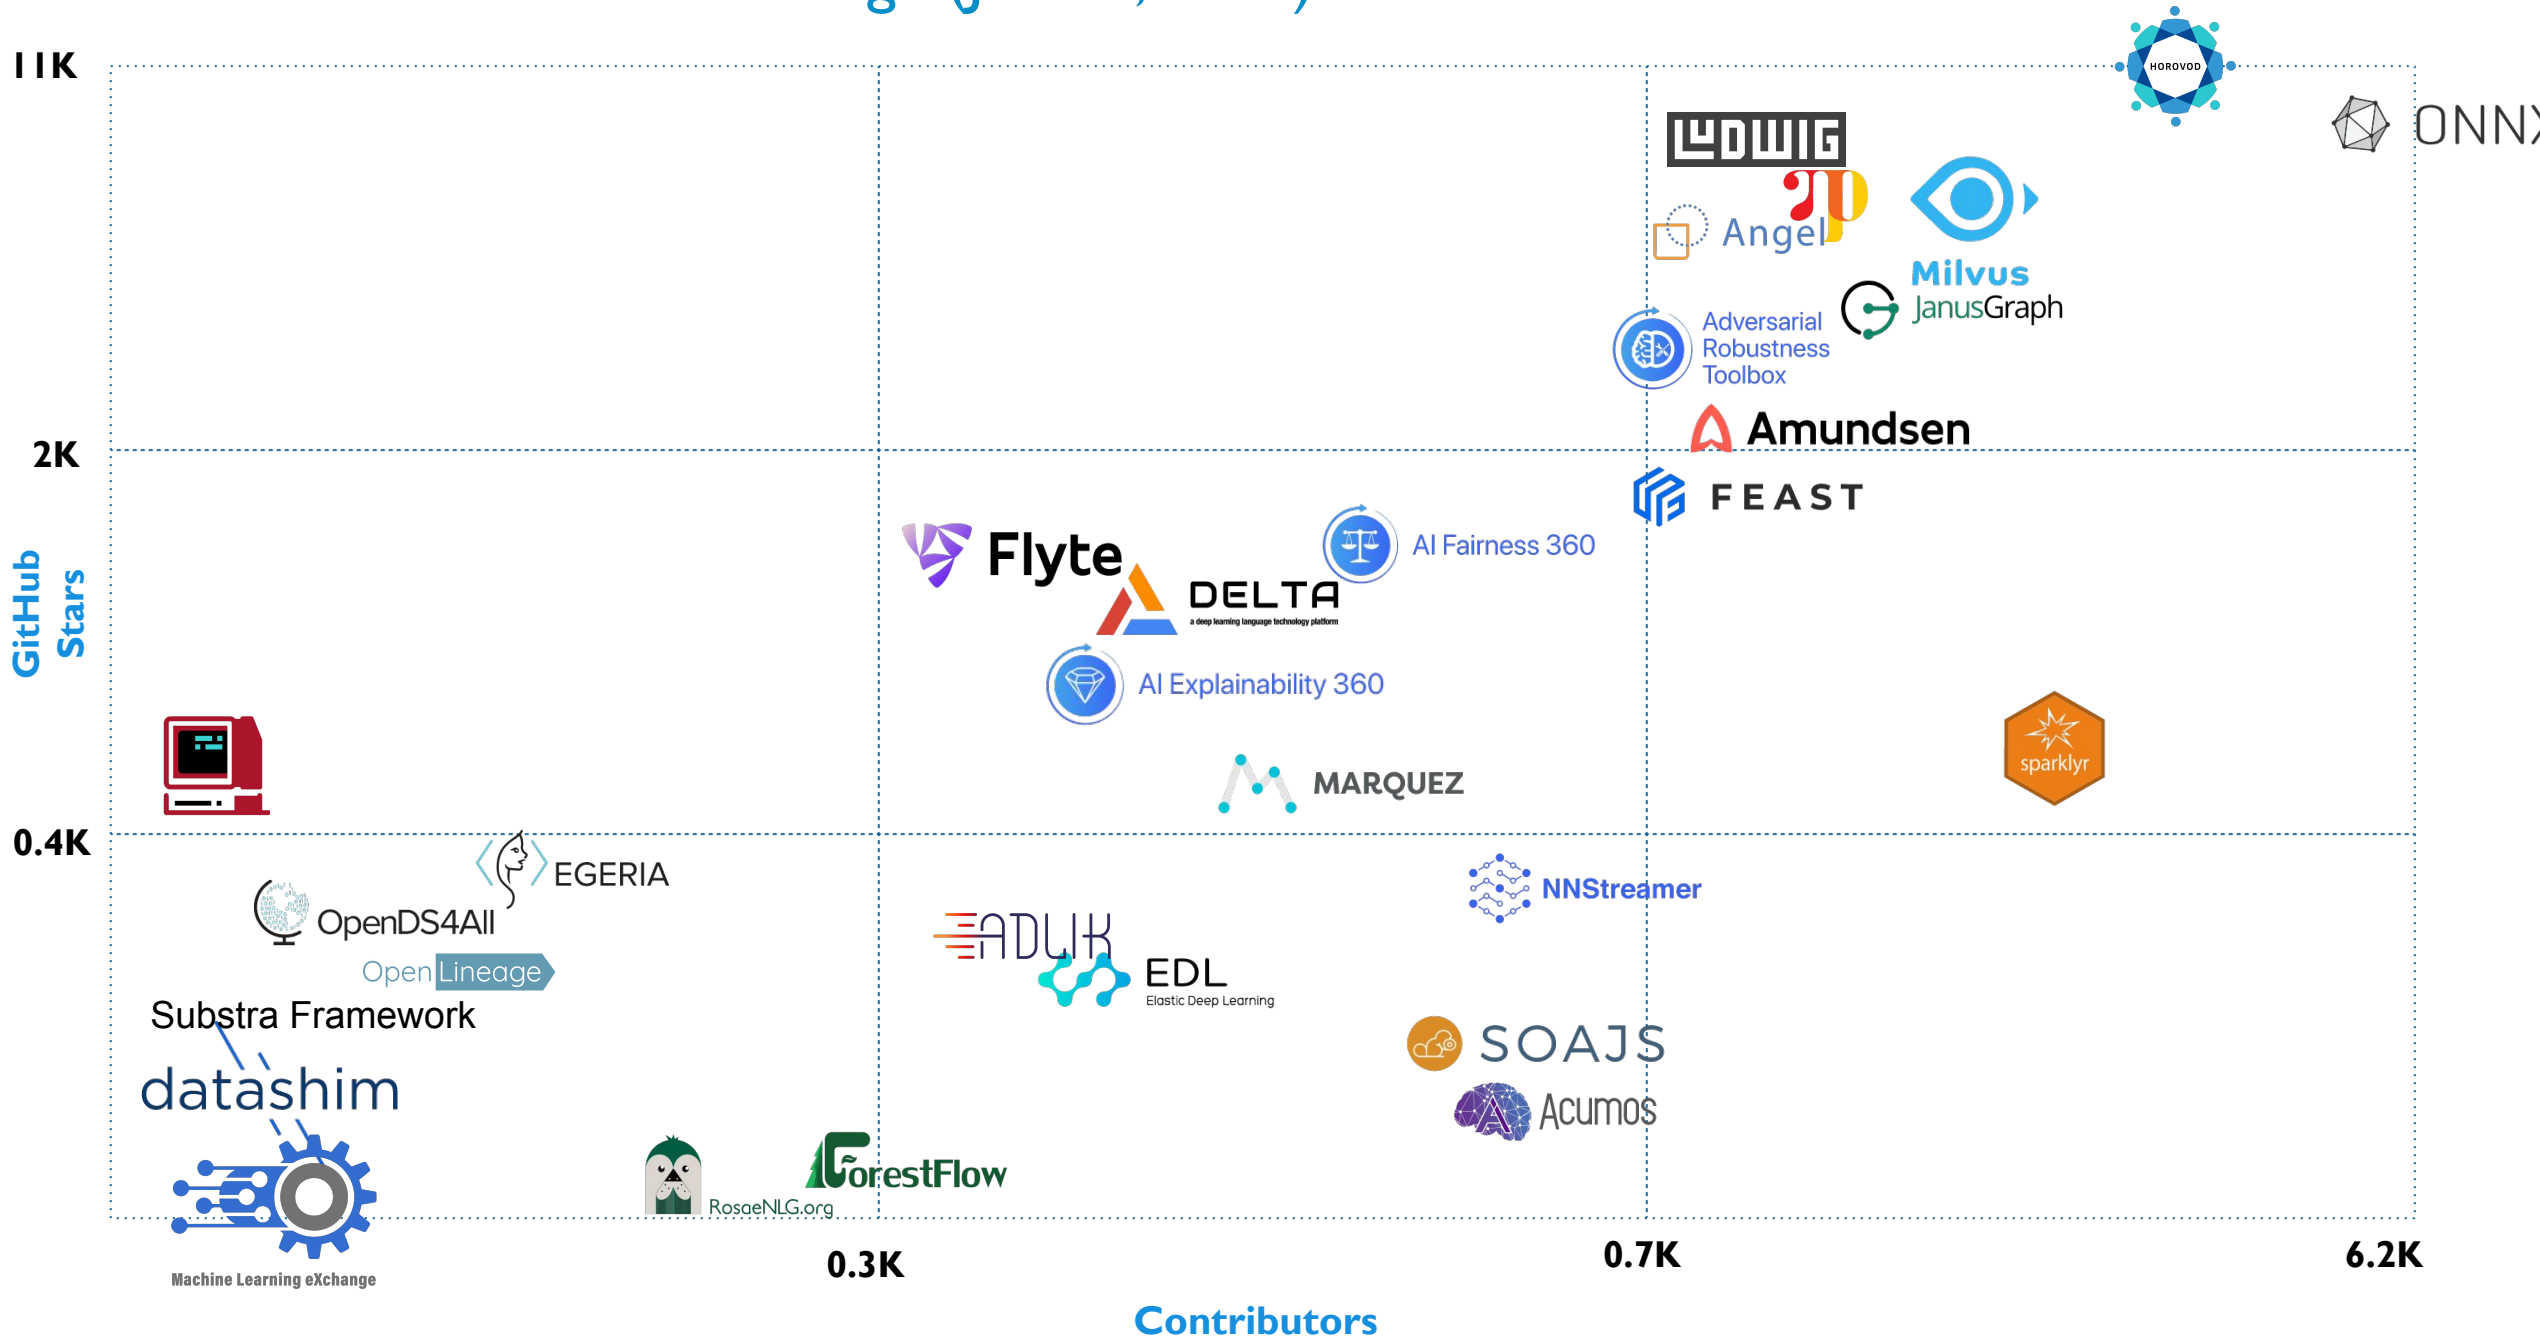 11K
HOROVOD
ONNX
LUDWIG
Angel
Milvus
JanusGraph
Adversarial
Robustness
Toolbox
Amundsen
2K
FEAST
Flyte
AI Fairness 360
DELTA
a deep learning language technology platform
GitHub
Stars
AI Explainability 360
sparklyr
MARQUEZ
0.4K
EGERIA
NNStreamer
OpenDS4All
ADLIK
Open Lineage
EDL
Elastic Deep Learning
Substra Framework
SOAJS
datashim
Acumos
ForestFlow
RosaeNLG.org
Machine Learning eXchange
0.3K
0.7K
6.2K
Contributors